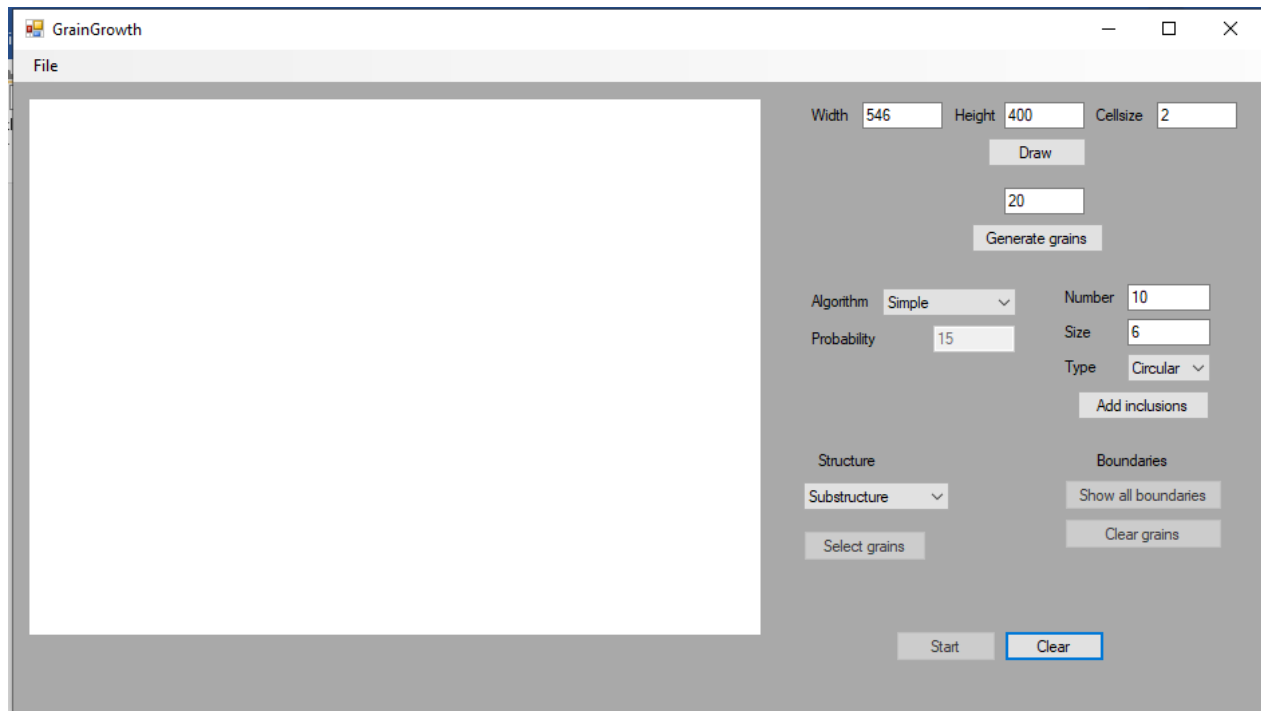 GrainGrowth
File
Width 546 Height 400 Cellsize 2
Draw
20
Generate grains
Algorithm Simple Number 10
Probability 15 Size 6
Type Circular
Add inclusions
Structure Boundaries
Substructure Show all boundaries
Select grains Clear grains
Start Clear